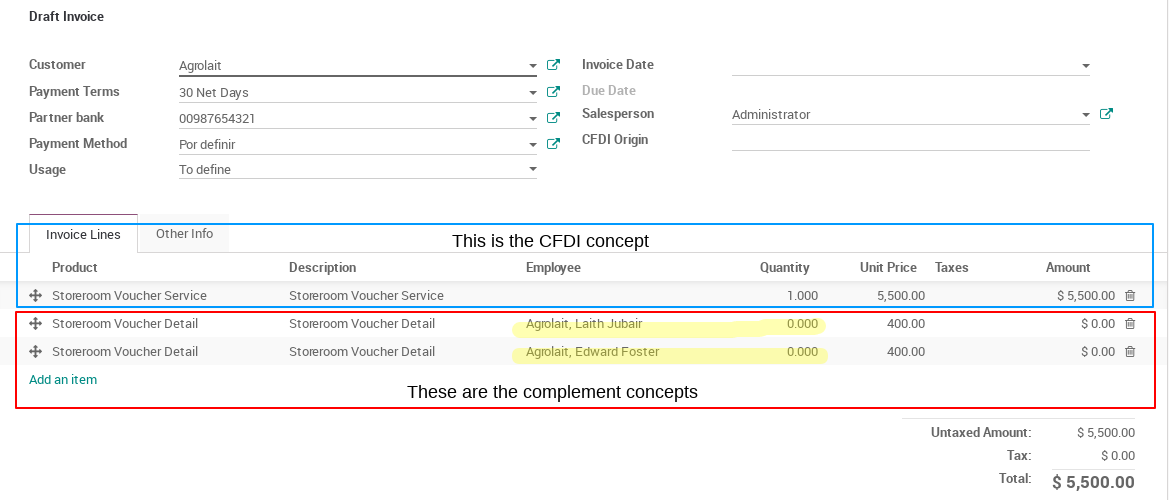 Draft Invoice
Customer Agrolait Invoice Date
Payment Terms 30 Net Days Due Date
Partner bank 00987654321 Salesperson Administrator
Payment Method Por definir CFDI Origin
Usage To define
Invoice Lines Other Info
This is the CFDI concept
Product Description Employee Quantity Unit Price Taxes Amount
Storeroom Voucher Service Storeroom Voucher Service 1.000 5,500.00 $ 5,500.00
Storeroom Voucher Detail Storeroom Voucher Detail Agrolait, Laith Jubair 0.000 400.00 $ 0.00
Storeroom Voucher Detail Storeroom Voucher Detail Agrolait, Edward Foster 0.000 400.00 $ 0.00
Add an item
These are the complement concepts
Untaxed Amount: $ 5,500.00
Tax: $ 0.00
Total: $ 5,500.00